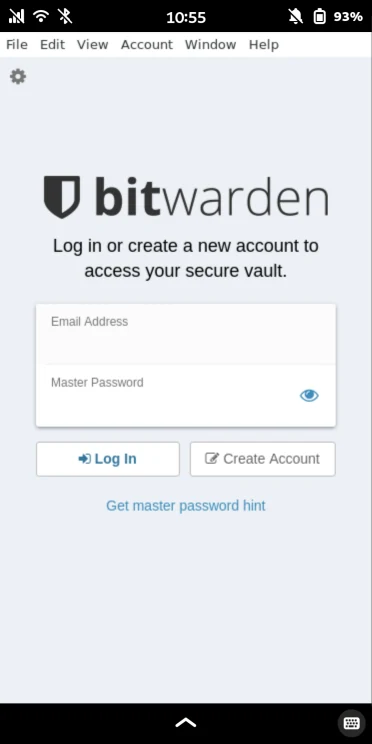 10:55 93%
File Edit View Account Window Help
bitwarden
Log in or create a new account to
access your secure vault.
Email Address
Master Password
Log In Create Account
Get master password hint